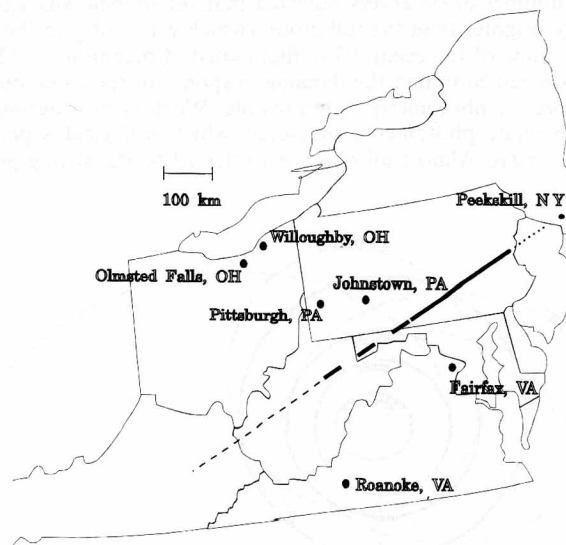 100 km
Peekskill, N Y
Willoughby, OH
Olmsted Falls, OH
Johnstown, PA
Pittsburgh, PA
Fairfax, VA
Roanoke, VA